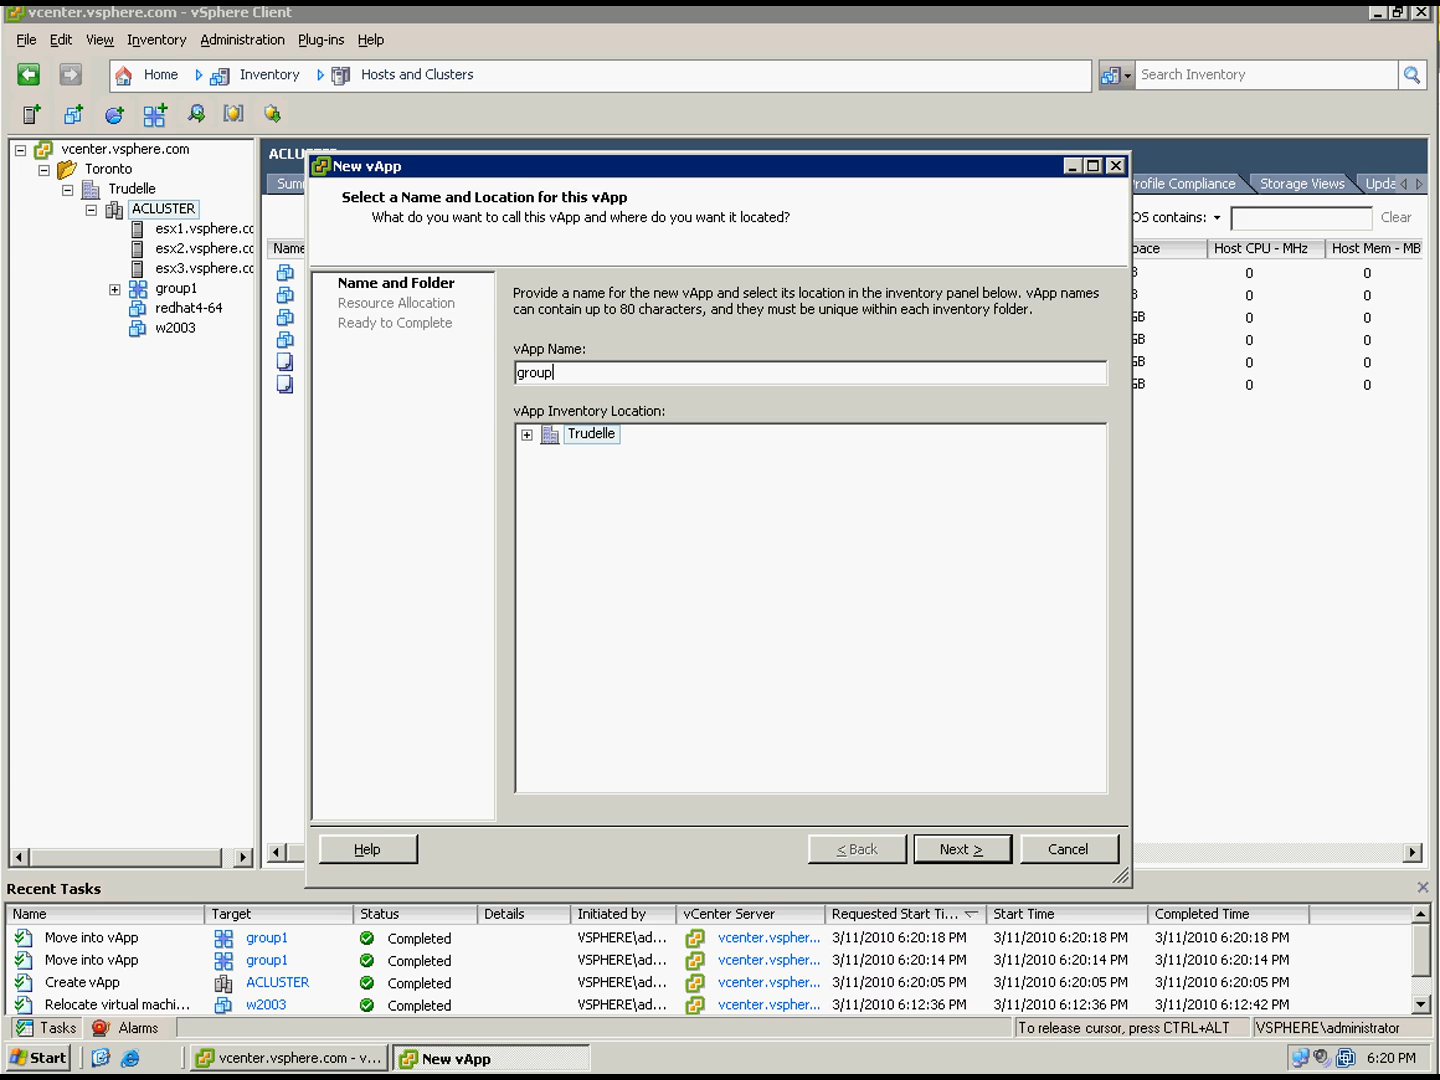 vcenter.vsphere.com - vSphere Client
File Edit View Inventory Administration Plug-ins Help
Home Inventory Hosts and Clusters
Search Inventory
vcenter.vsphere.com
Toronto
Trudelle
ACLUSTER
esx1.vsphere.cc
esx2.vsphere.cc
esx3.vsphere.cc
group1
redhat4-64
w2003
ACLU
Summ
rofile Compliance Storage Views Upda
OS contains: Clear
Name pace Host CPU - MHz Host Mem - MB
B 0 0
B 0 0
GB 0 0
GB 0 0
GB 0 0
GB 0 0
New vApp
Select a Name and Location for this vApp
What do you want to call this vApp and where do you want it located?
Name and Folder
Resource Allocation
Ready to Complete
Provide a name for the new vApp and select its location in the inventory panel below. vApp names
can contain up to 80 characters, and they must be unique within each inventory folder.
vApp Name:
group
vApp Inventory Location:
Trudelle
Help < Back Next > Cancel
Recent Tasks
Name Target Status Details Initiated by vCenter Server Requested Start Ti... Start Time Completed Time
Move into vApp group1 Completed VSPHERE\ad... vcenter.vspher... 3/11/2010 6:20:18 PM 3/11/2010 6:20:18 PM 3/11/2010 6:20:18 PM
Move into vApp group1 Completed VSPHERE\ad... vcenter.vspher... 3/11/2010 6:20:14 PM 3/11/2010 6:20:14 PM 3/11/2010 6:20:14 PM
Create vApp ACLUSTER Completed VSPHERE\ad... vcenter.vspher... 3/11/2010 6:20:05 PM 3/11/2010 6:20:05 PM 3/11/2010 6:20:05 PM
Relocate virtual machi... w2003 Completed VSPHERE\ad... vcenter.vspher... 3/11/2010 6:12:36 PM 3/11/2010 6:12:36 PM 3/11/2010 6:12:42 PM
Tasks Alarms To release cursor, press CTRL+ALT VSPHERE\administrator
Start vcenter.vsphere.com - v... New vApp 6:20 PM